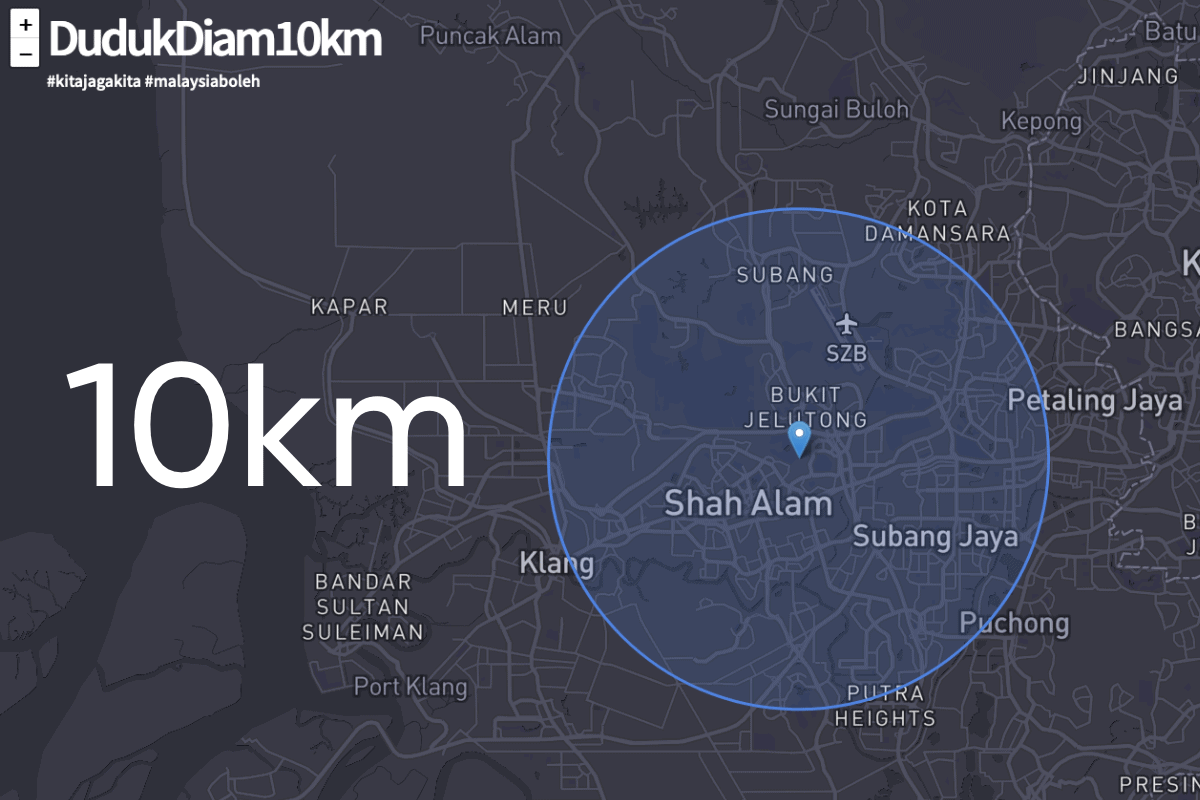 +
−
DudukDiam10km
#kitajagakita #malaysiaboleh
Puncak Alam
Batu
JINJANG
Sungai Buloh
Kepong
KOTA
DAMANSARA
K
SUBANG
KAPAR
MERU
SZB
BANGSA
10km
BUKIT
JELUTONG
Petaling Jaya
Shah Alam
Subang Jaya
B
J
Klang
BANDAR
SULTAN
SULEIMAN
Puchong
Port Klang
PUTRA
HEIGHTS
PRESIN